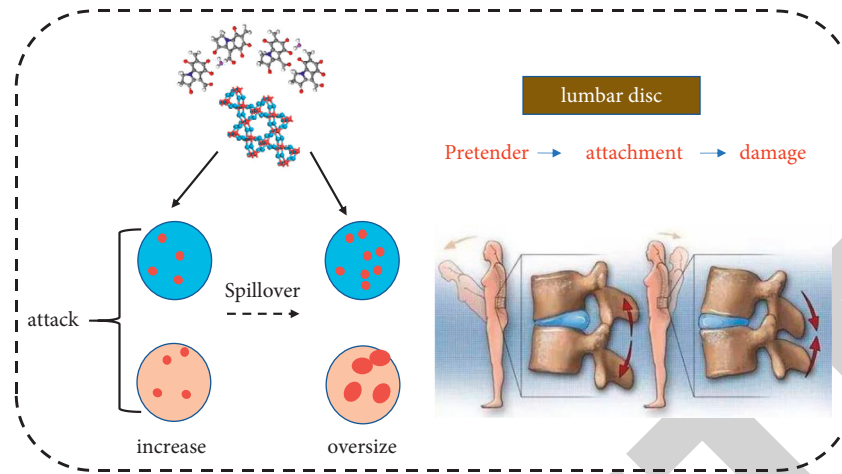 lumbar disc
Pretender attachment damage
Spillover
attack
increase oversize